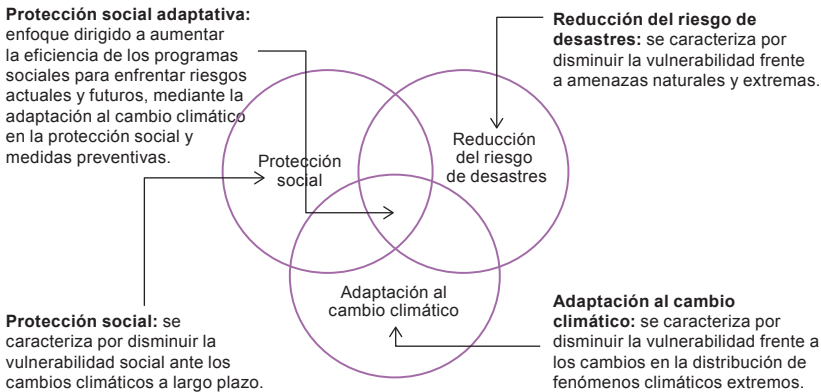 Protección social adaptativa:
enfoque dirigido a aumentar
la eficiencia de los programas
sociales para enfrentar riesgos
actuales y futuros, mediante la
adaptación al cambio climático
en la protección social y
medidas preventivas.
Reducción del riesgo de
desastres: se caracteriza por
disminuir la vulnerabilidad frente
a amenazas naturales y extremas.
Protección
social
Reducción
del riesgo
de desastres
Adaptación al
cambio climático
Protección social: se
caracteriza por disminuir la
vulnerabilidad social ante los
cambios climáticos a largo plazo.
Adaptación al cambio
climático: se caracteriza por
disminuir la vulnerabilidad frente a
los cambios en la distribución de
fenómenos climáticos extremos.